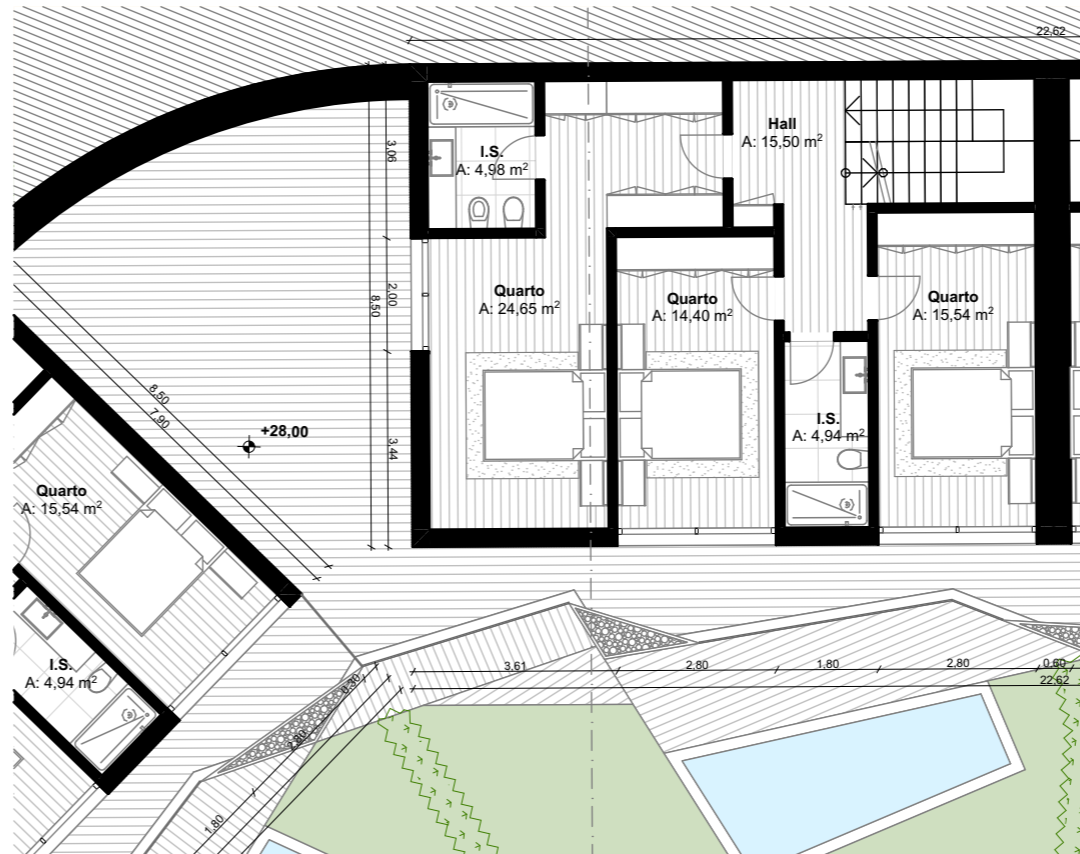 22,62
Hall
A: 15,50 m²
I.S.
A: 4,98 m²
3,06
Quarto
A: 24,65 m²
2,00
8,50
Quarto
A: 14,40 m²
Quarto
A: 15,54 m²
8,50
7,90
+28,00
3,44
I.S.
A: 4,94 m²
Quarto
A: 15,54 m²
I.S.
A: 4,94 m²
3,61
2,80
1,80
2,80
0,60
22,62
0,30
2,80
1,80